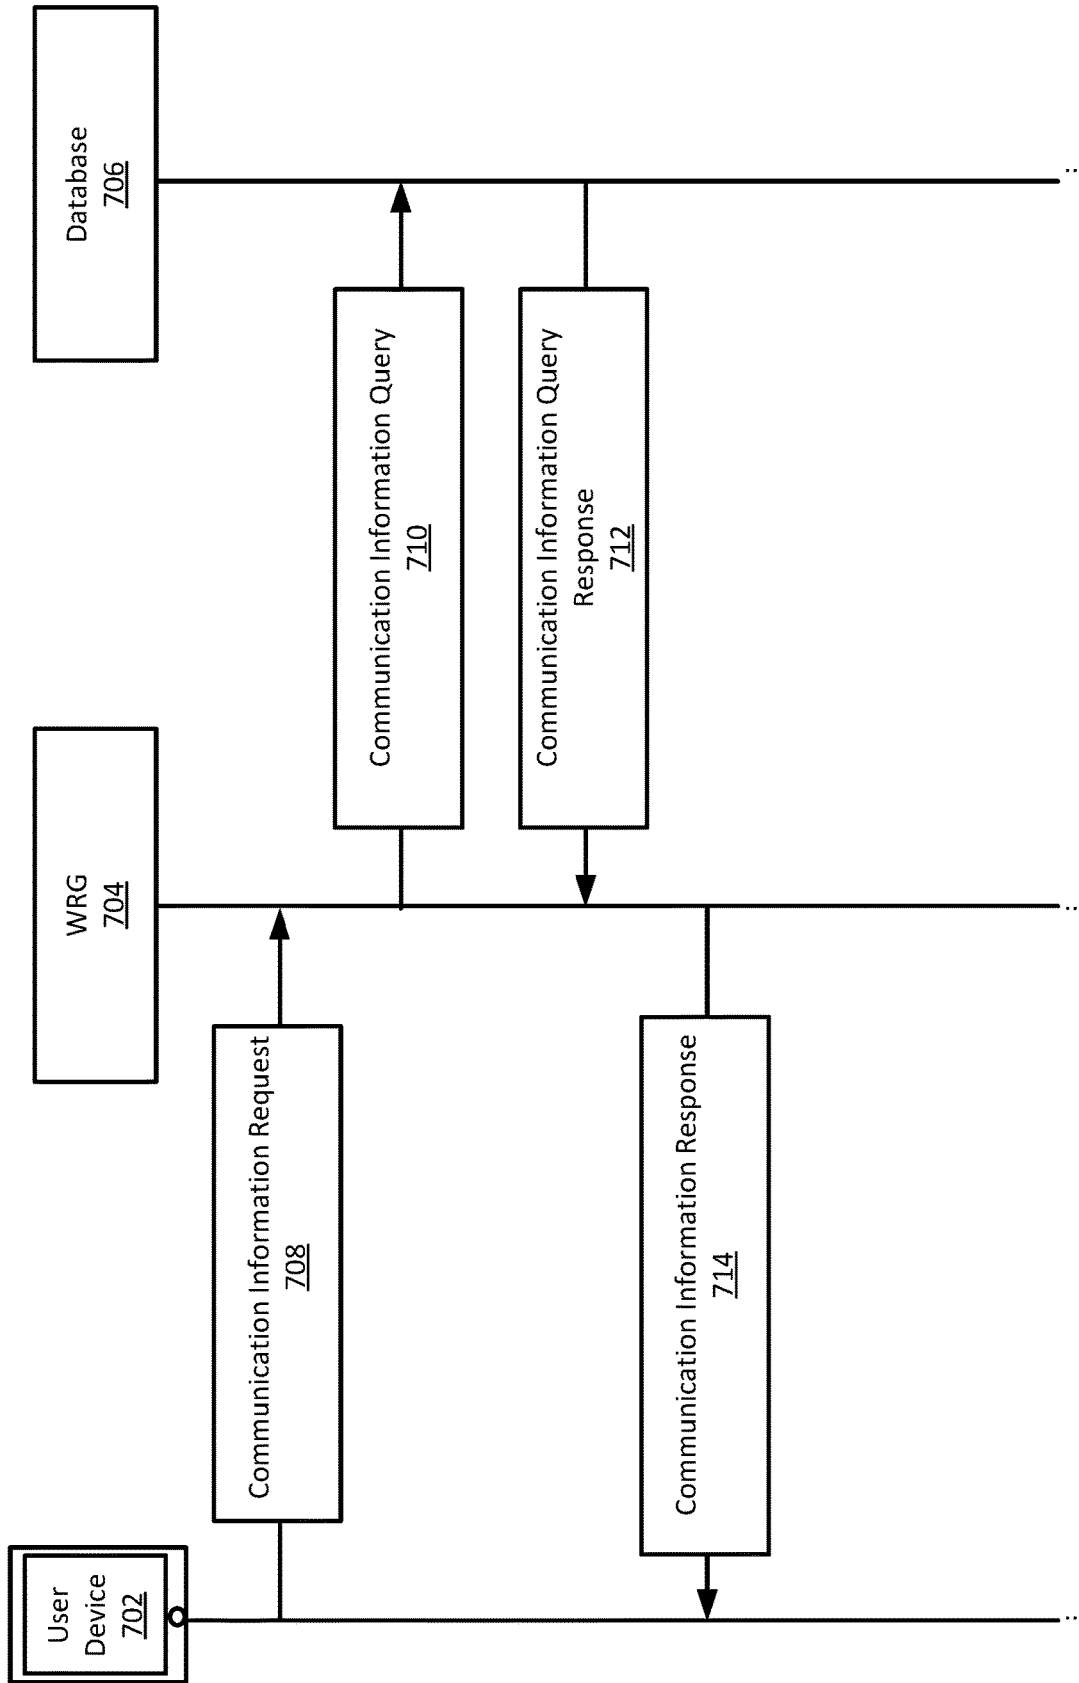 User
Device
702
WRG
704
Database
706
Communication Information Request
708
Communication Information Query
710
Communication Information Query
Response
712
Communication Information Response
714